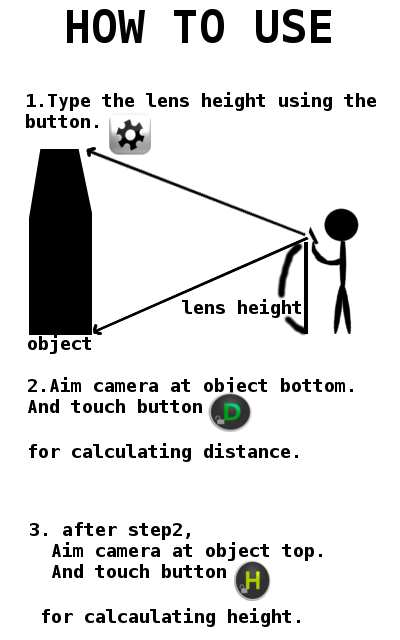 HOW TO USE
1.Type the lens height using the
button.
lens height
object
2.Aim camera at object bottom.
And touch button D
for calculating distance.
3. after step2,
Aim camera at object top.
And touch button H
for calcaulating height.